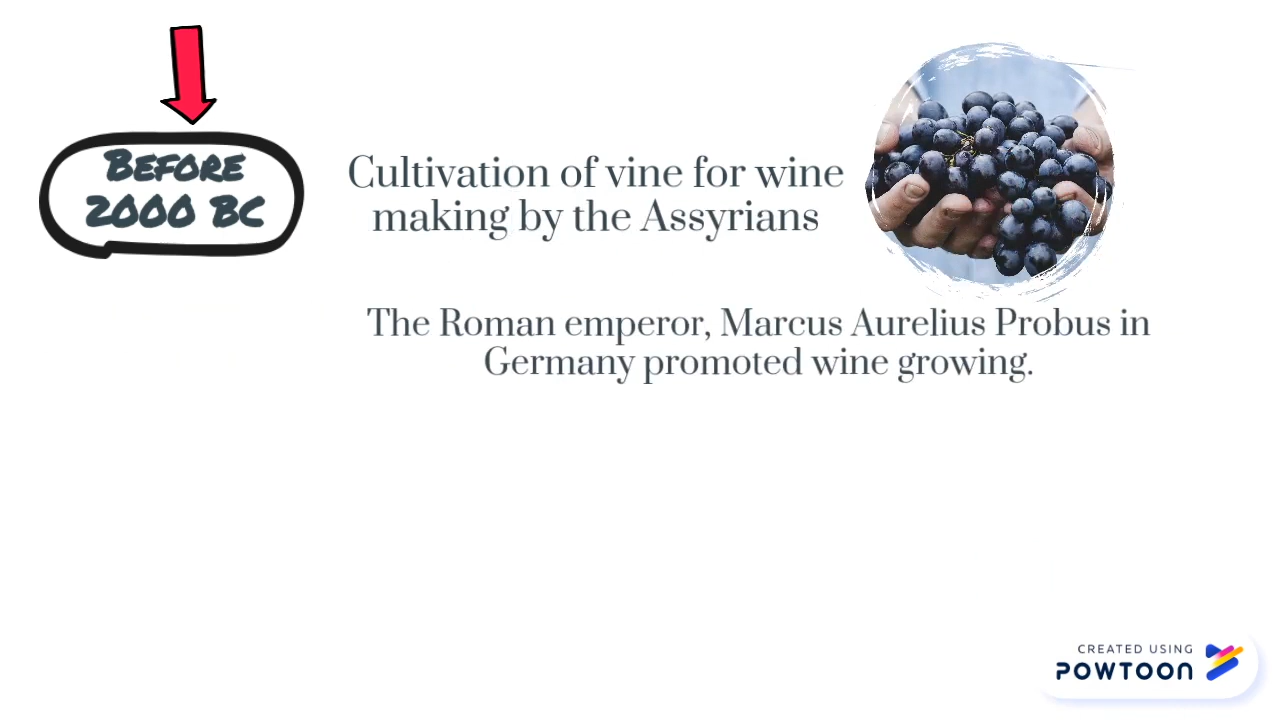 Before
2000 BC
Cultivation of vine for wine
making by the Assyrians
The Roman emperor, Marcus Aurelius Probus in
Germany promoted wine growing.
CREATED USING
POWTOON